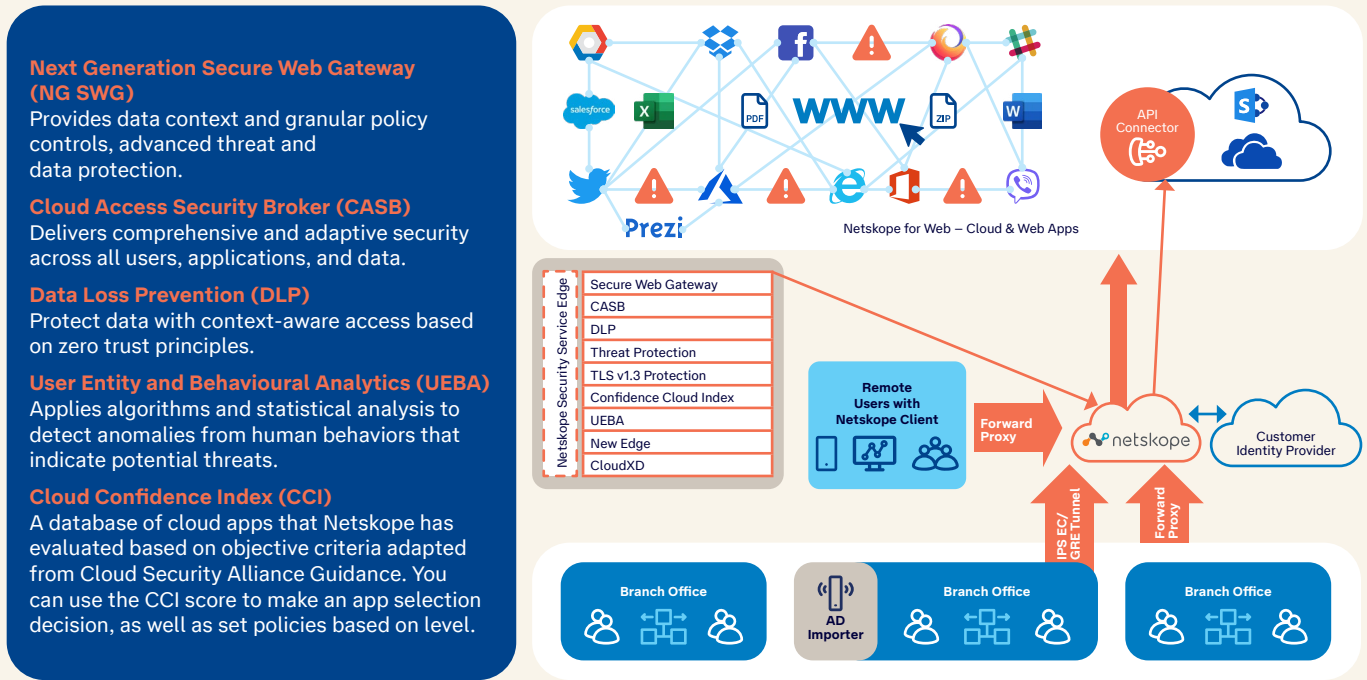 Next Generation Secure Web Gateway
(NG SWG)
Provides data context and granular policy
controls, advanced threat and
data protection.
Cloud Access Security Broker (CASB)
Delivers comprehensive and adaptive security
across all users, applications, and data.
Data Loss Prevention (DLP)
Protect data with context-aware access based
on zero trust principles.
User Entity and Behavioural Analytics (UEBA)
Applies algorithms and statistical analysis to
detect anomalies from human behaviors that
indicate potential threats.
Cloud Confidence Index (CCI)
A database of cloud apps that Netskope has
evaluated based on objective criteria adapted
from Cloud Security Alliance Guidance. You
can use the CCI score to make an app selection
decision, as well as set policies based on level.
salesforce
X
PDF
WWW
ZIP
W
Prezi
Netskope for Web – Cloud & Web Apps
API
Connector
S
Netskope Security Service Edge
Secure Web Gateway
CASB
DLP
Threat Protection
TLS v1.3 Protection
Confidence Cloud Index
UEBA
New Edge
CloudXD
Remote
Users with
Netskope Client
Forward
Proxy
netskope
Customer
Identity Provider
IPS EC/
GRE Tunnel
Forward
Proxy
Branch Office
AD
Importer
Branch Office
Branch Office